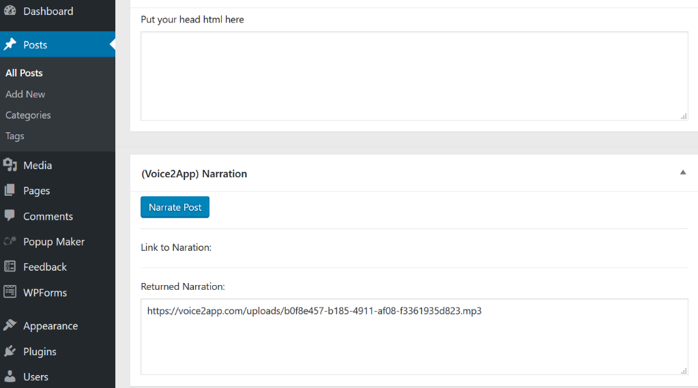 Dashboard
Posts
All Posts
Add New
Categories
Tags
Media
Pages
Comments
Popup Maker
Feedback
WPForms
Appearance
Plugins
Users
Put your head html here
(Voice2App) Narration
Narrate Post
Link to Naration:
Returned Narration:
https://voice2app.com/uploads/b0f8e457-b185-4911-af08-f3361935d823.mp3